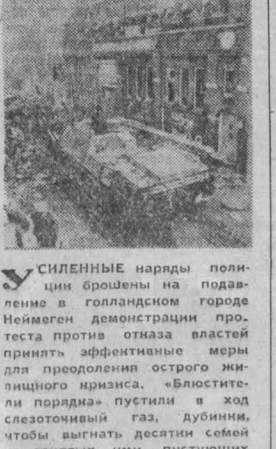 УСИЛЕННЫЕ наряды поли-
ции брошены на подав-
ление в голландском городе
Неймеген демонстрации про-
теста против отказа властей
принять эффективные меры
для преодоления острого жи-
лищного кризиса. «Блюстите-
ли порядка» пустили в ход
слезоточивый газ, дубинки,
чтобы выгнать десятки семей